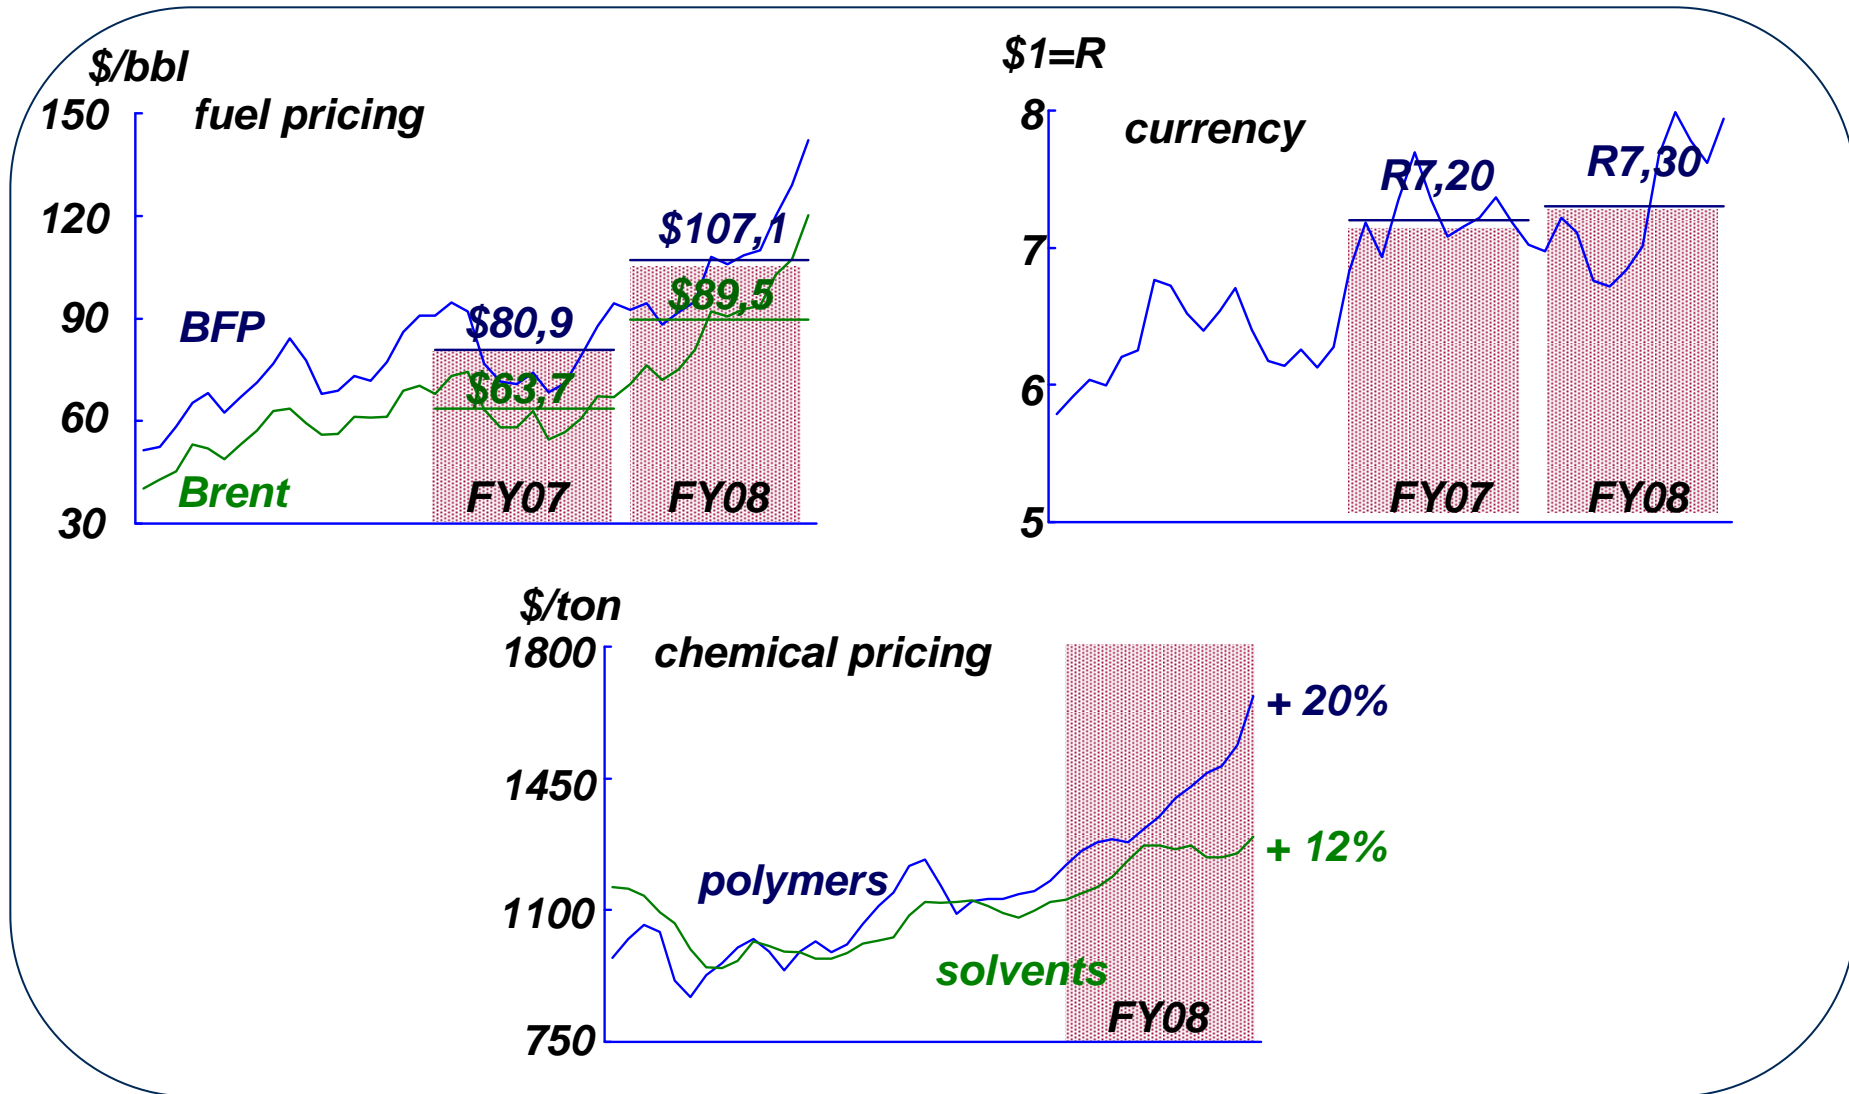 $/bbl
150
fuel pricing
120
$107,1
90
$89,5
BFP
$80,9
60
$63,7
Brent
FY07
FY08
30
$1=R
8
currency
R7,20
R7,30
7
6
FY07
FY08
5
$/ton
1800
chemical pricing
+ 20%
1450
+ 12%
polymers
1100
solvents
FY08
750